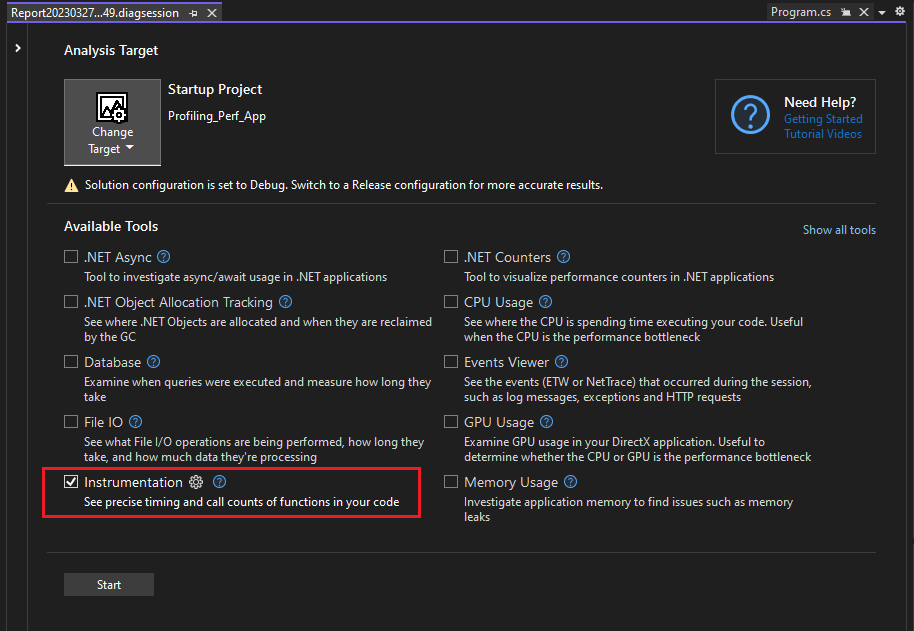 Report20230327...49.diagsession
Program.cs
Analysis Target
Change
Target
Startup Project
Profiling_Perf_App
Need Help?
Getting Started
Tutorial Videos
Solution configuration is set to Debug. Switch to a Release configuration for more accurate results.
Available Tools
Show all tools
.NET Async
Tool to investigate async/await usage in .NET applications
.NET Object Allocation Tracking
See where .NET Objects are allocated and when they are reclaimed
by the GC
Database
Examine when queries were executed and measure how long they
take
File IO
See what File I/O operations are being performed, how long they
take, and how much data they're processing
Instrumentation
See precise timing and call counts of functions in your code
.NET Counters
Tool to visualize performance counters in .NET applications
CPU Usage
See where the CPU is spending time executing your code. Useful
when the CPU is the performance bottleneck
Events Viewer
See the events (ETW or NetTrace) that occurred during the session,
such as log messages, exceptions and HTTP requests
GPU Usage
Examine GPU usage in your DirectX application. Useful to
determine whether the CPU or GPU is the performance bottleneck
Memory Usage
Investigate application memory to find issues such as memory
leaks
Start